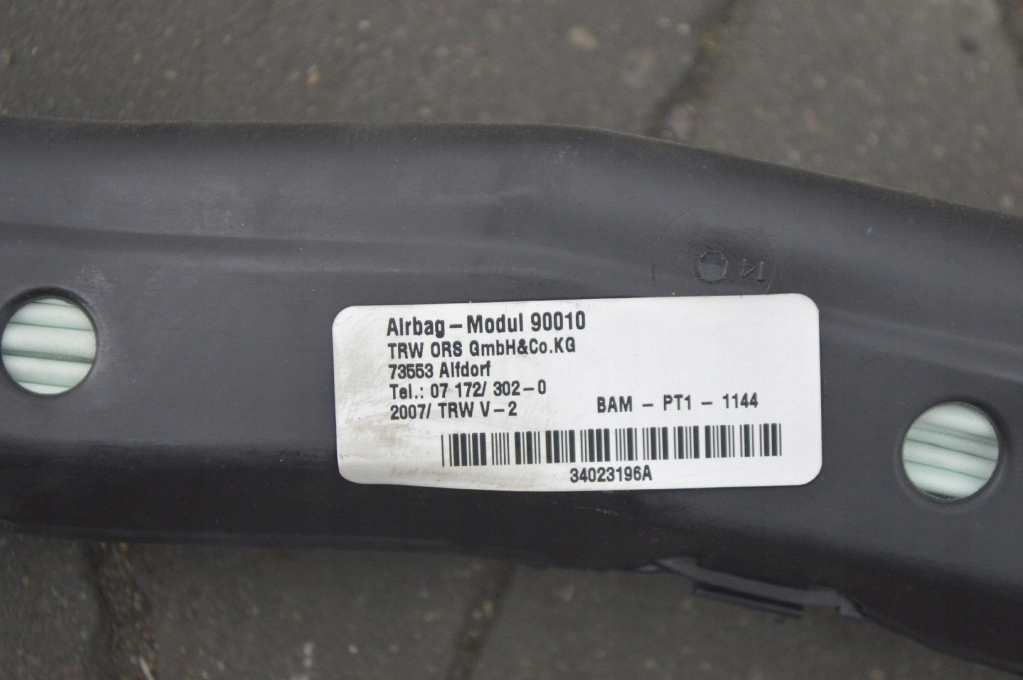 Airbag – Modul 90010
TRW ORS GmbH&Co.KG
73553 Alfdorf
Tel.: 07 172/ 302-0
2007/ TRW V-2 BAM - PT1 - 1144
34023196A
14